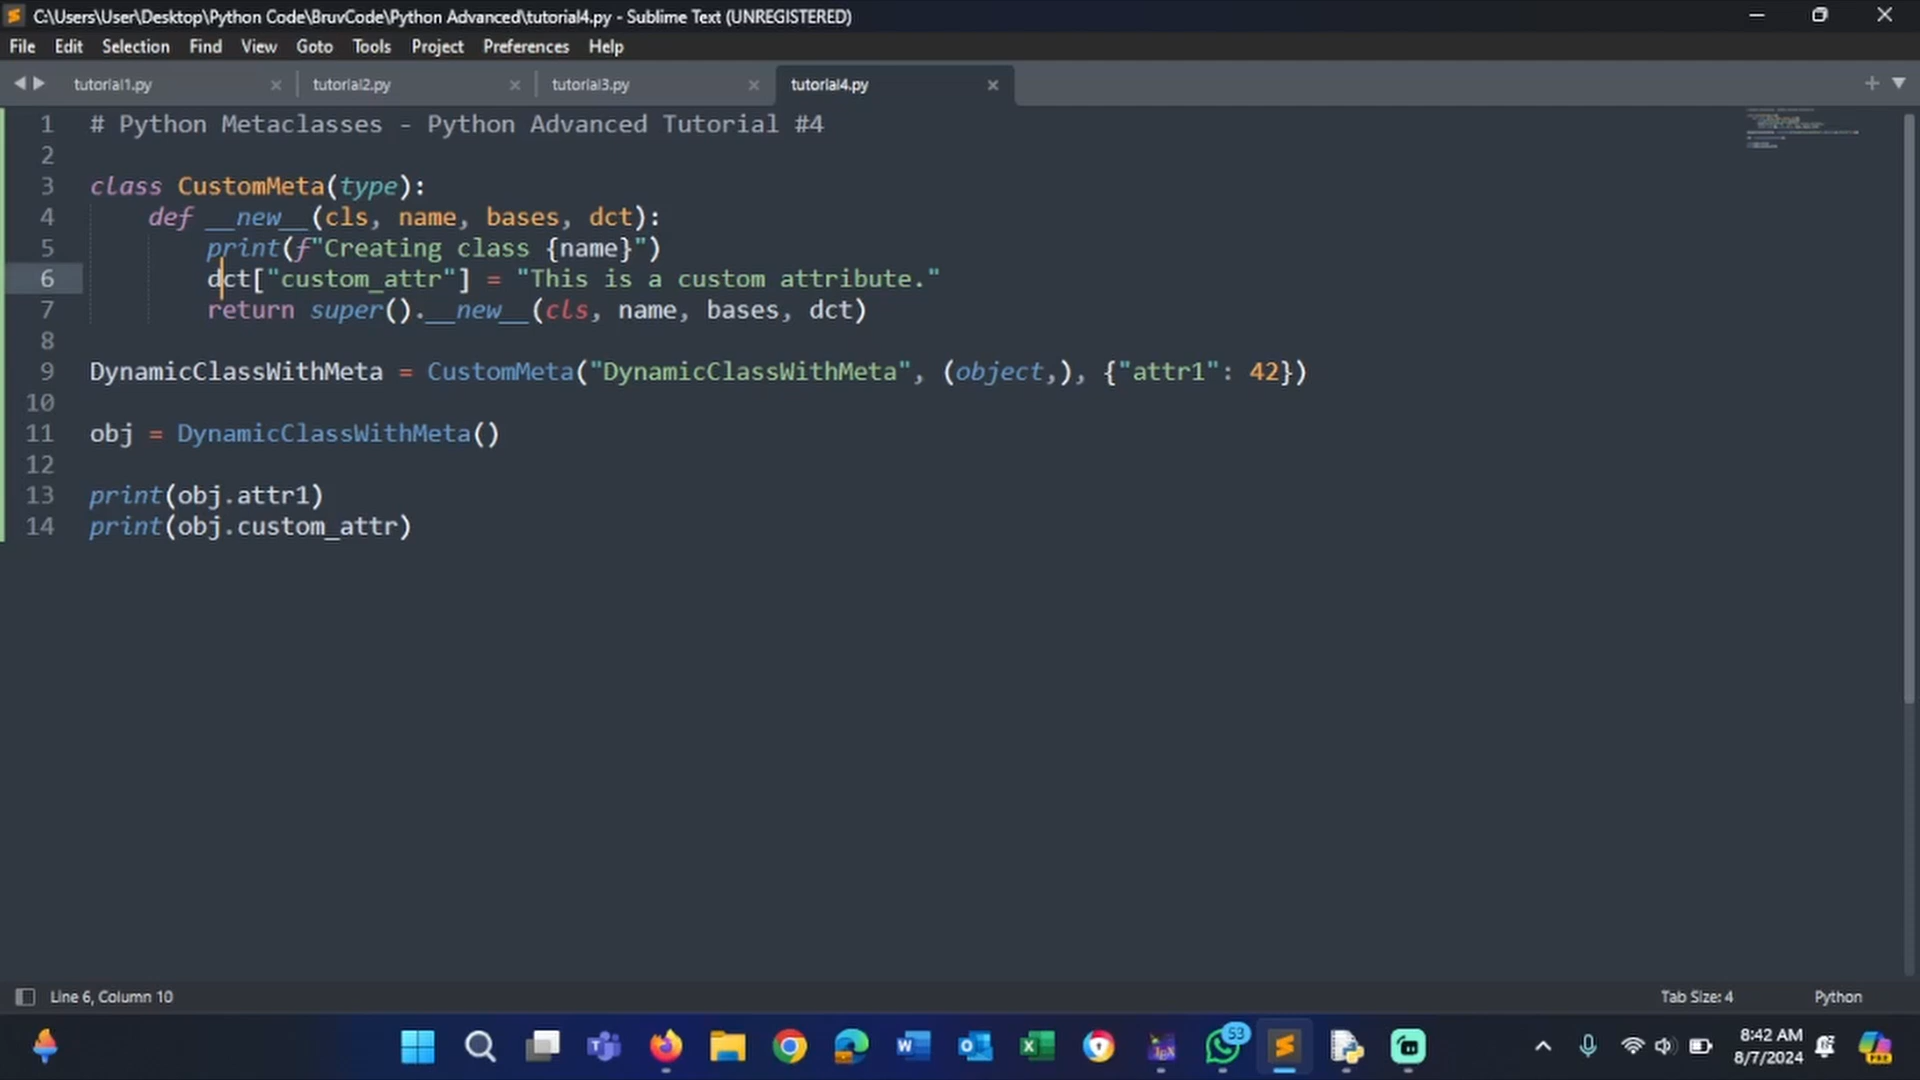 C:\Users\User\Desktop\Python Code\BruvCode\Python Advanced\tutorial4.py - Sublime Text (UNREGISTERED)
File Edit Selection Find View Goto Tools Project Preferences Help
tutorial1.py tutorial2.py tutorial3.py tutorial4.py
1 # Python Metaclasses - Python Advanced Tutorial #4
2
3 class CustomMeta(type):
4     def __new__(cls, name, bases, dct):
5         print(f"Creating class {name}")
6         dct["custom_attr"] = "This is a custom attribute."
7         return super().__new__(cls, name, bases, dct)
8
9 DynamicClassWithMeta = CustomMeta("DynamicClassWithMeta", (object,), {"attr1": 42})
10
11 obj = DynamicClassWithMeta()
12
13 print(obj.attr1)
14 print(obj.custom_attr)
Line 6, Column 10 Tab Size: 4 Python
53
8:42 AM
8/7/2024